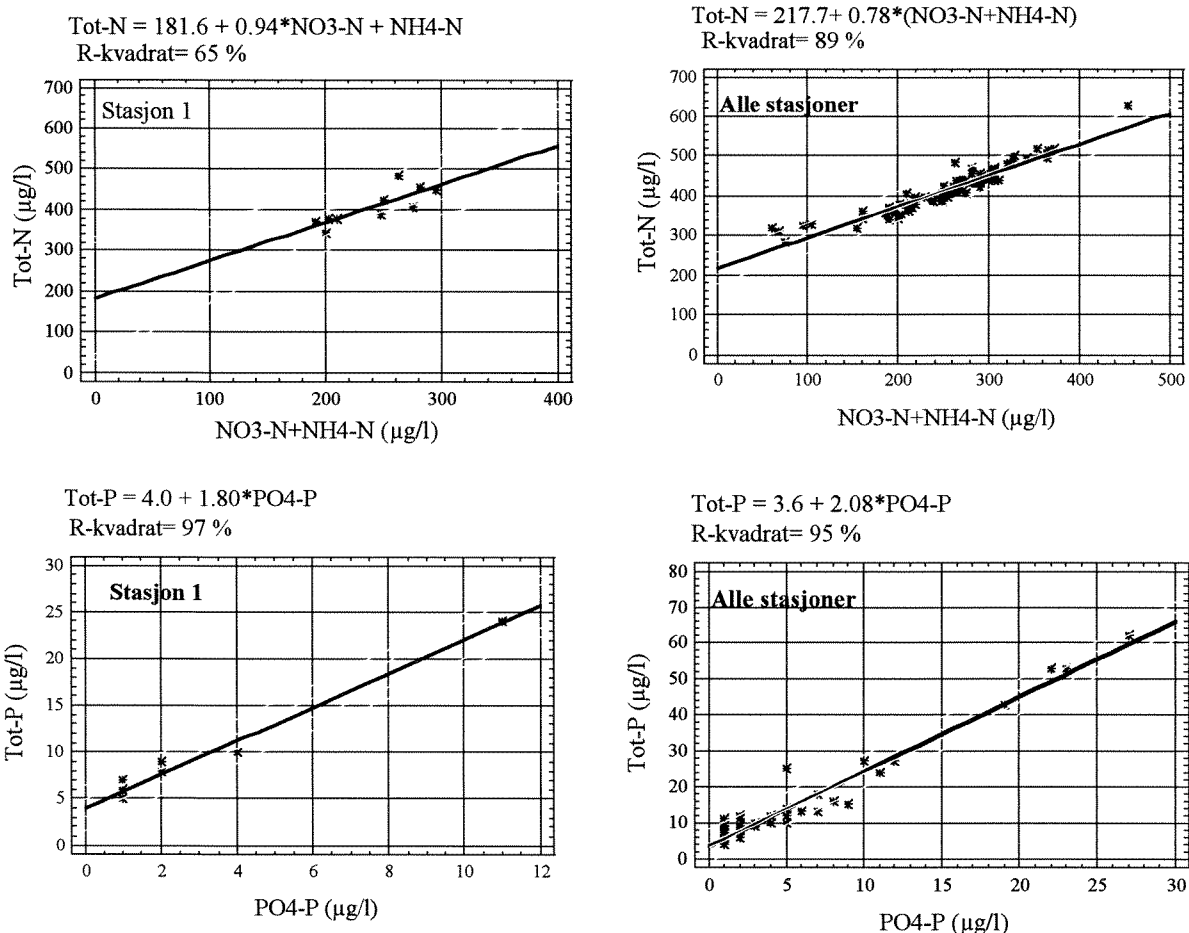 Tot-N = 181.6 + 0.94*NO3-N + NH4-N
R-kvadrat= 65 %
700
600
500
400
300
200
100
0
Tot-N (µg/l)
Stasjon 1
0 100 200 300 400
NO3-N+NH4-N (µg/l)
Tot-N = 217.7+ 0.78*(NO3-N+NH4-N)
R-kvadrat= 89 %
700
600
500
400
300
200
100
0
Tot-N (µg/l)
Alle stasjoner
0 100 200 300 400 500
NO3-N+NH4-N (µg/l)
Tot-P = 4.0 + 1.80*PO4-P
R-kvadrat= 97 %
30
25
20
15
10
5
0
Tot-P (µg/l)
Stasjon 1
0 2 4 6 8 10 12
PO4-P (µg/l)
Tot-P = 3.6 + 2.08*PO4-P
R-kvadrat= 95 %
80
70
60
50
40
30
20
10
0
Tot-P (µg/l)
Alle stasjoner
0 5 10 15 20 25 30
PO4-P (µg/l)